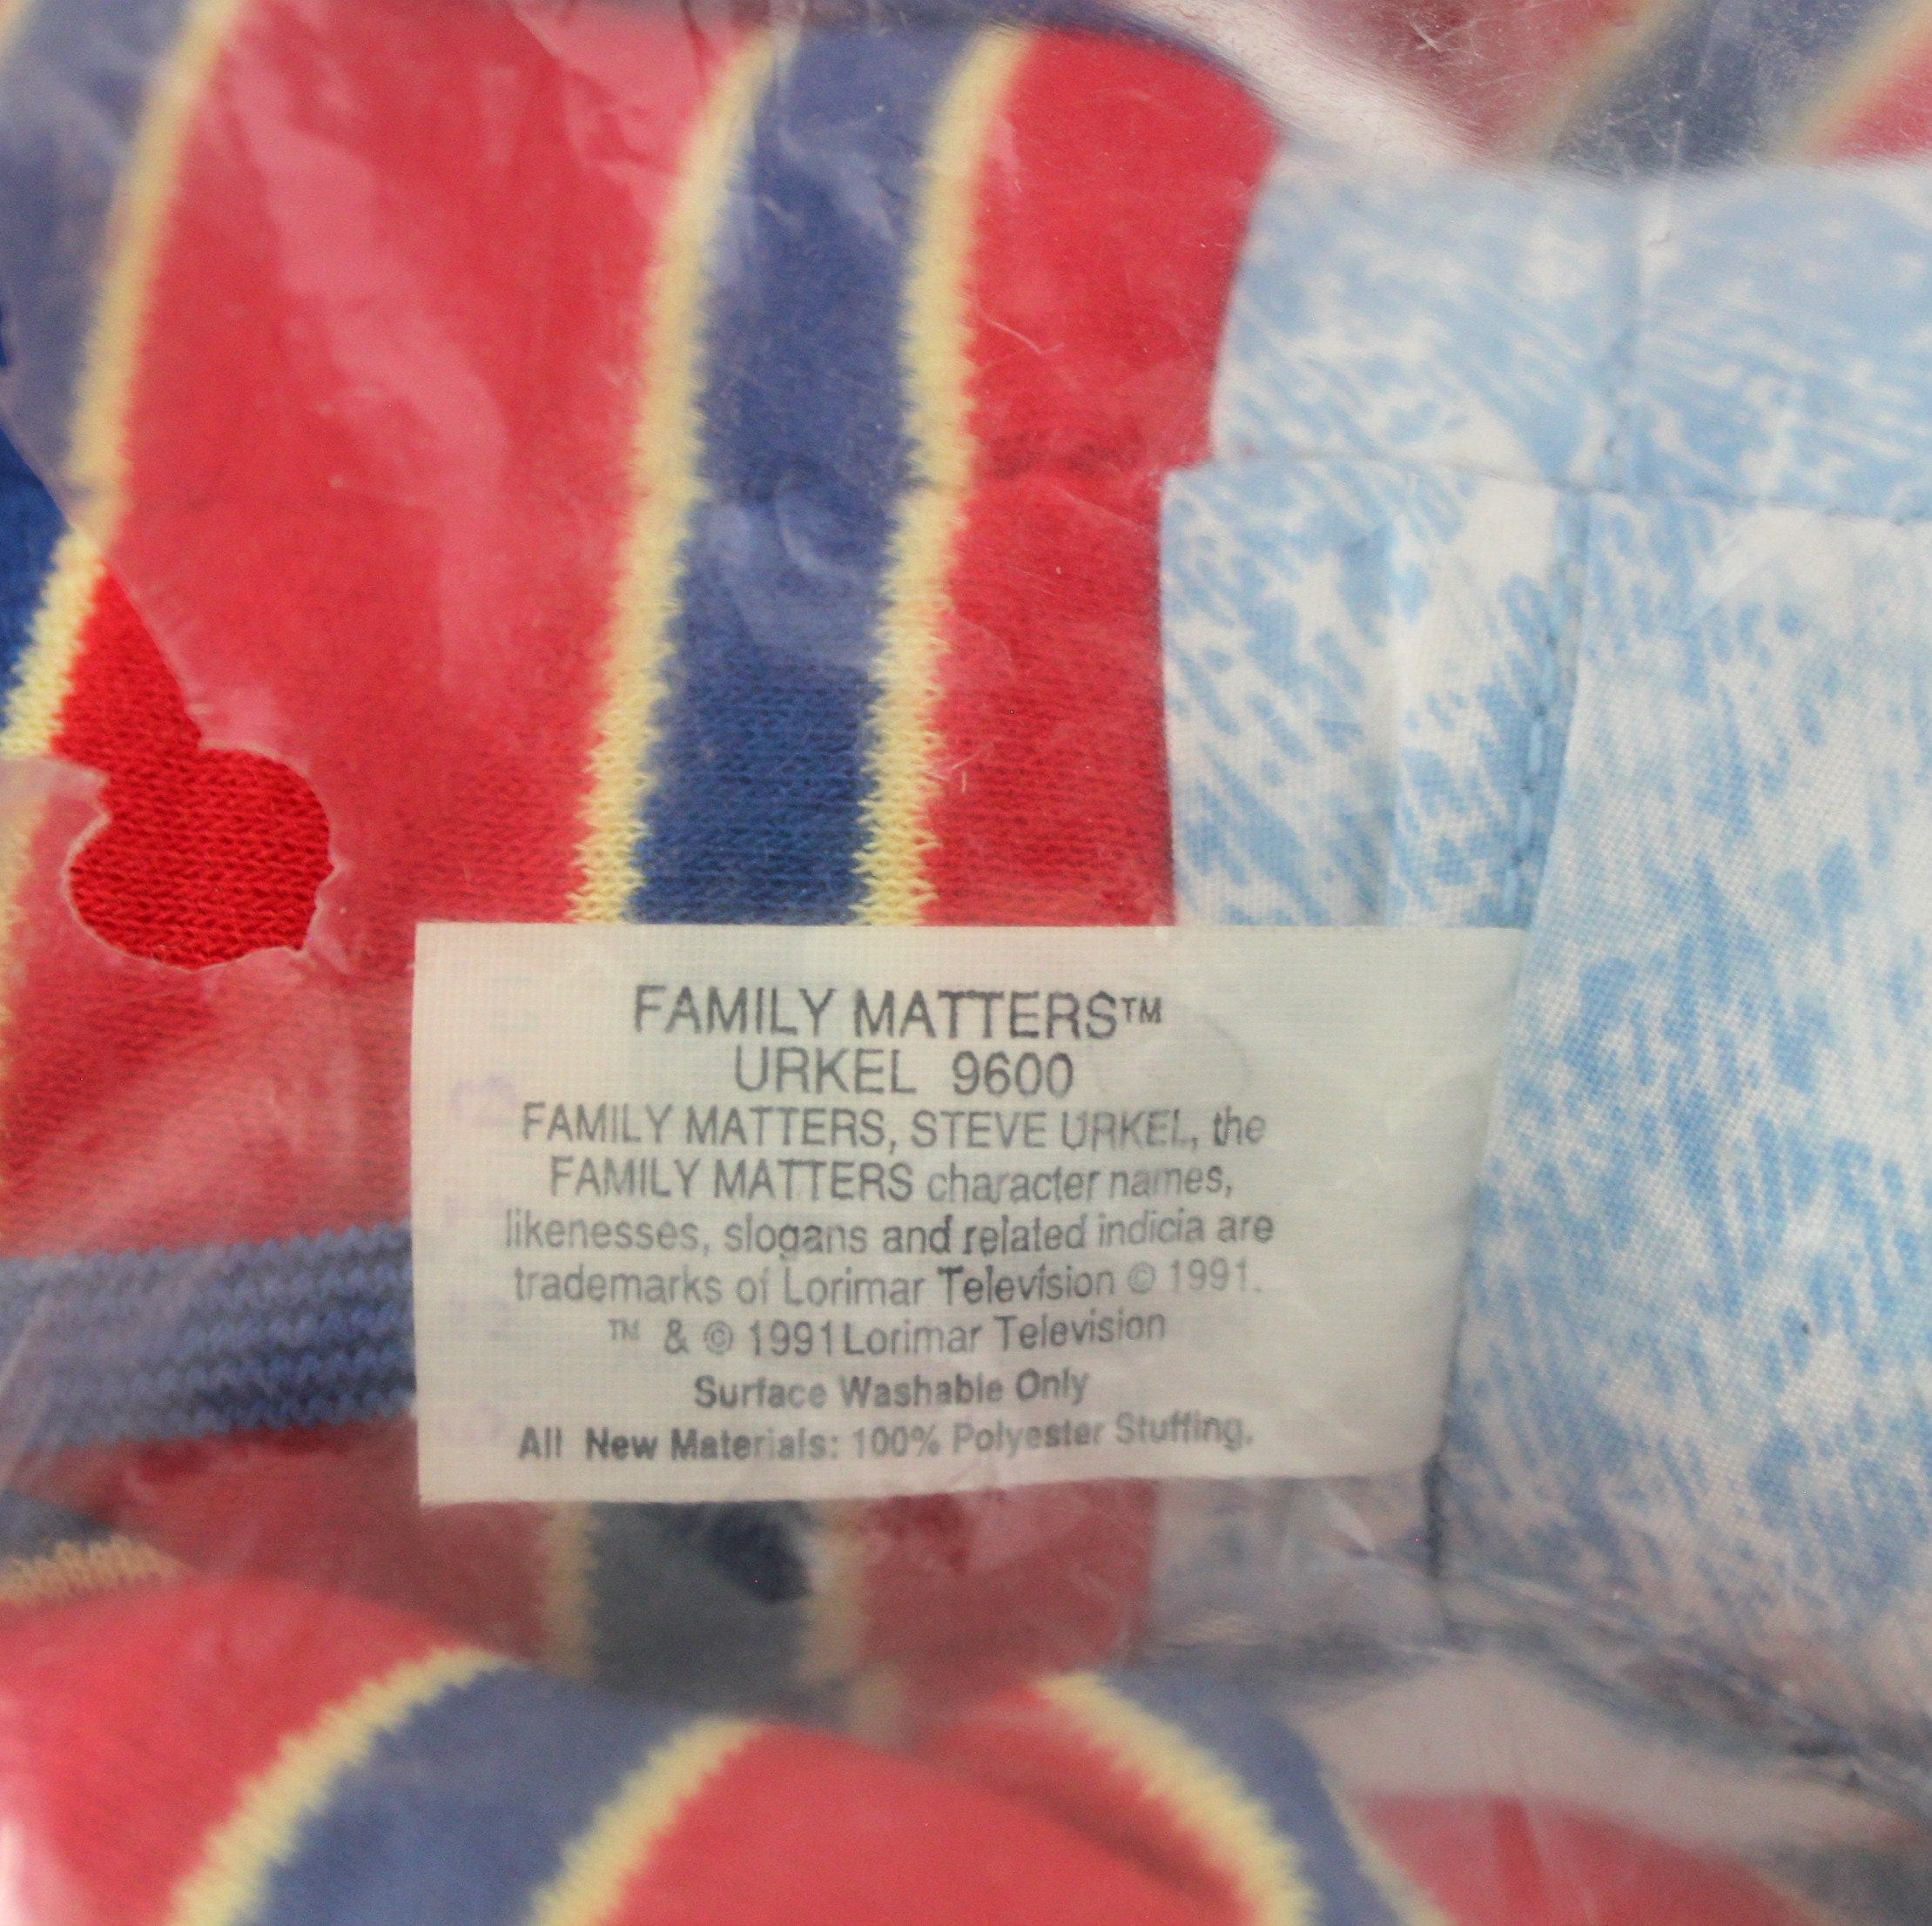 FAMILY MATTERS™
URKEL 9600
FAMILY MATTERS, STEVE URKEL, the
FAMILY MATTERS character names,
likenesses, slogans and related indicia are
trademarks of Lorimar Television © 1991.
™ & © 1991 Lorimar Television
Surface Washable Only
All New Materials: 100% Polyester Stuffing.